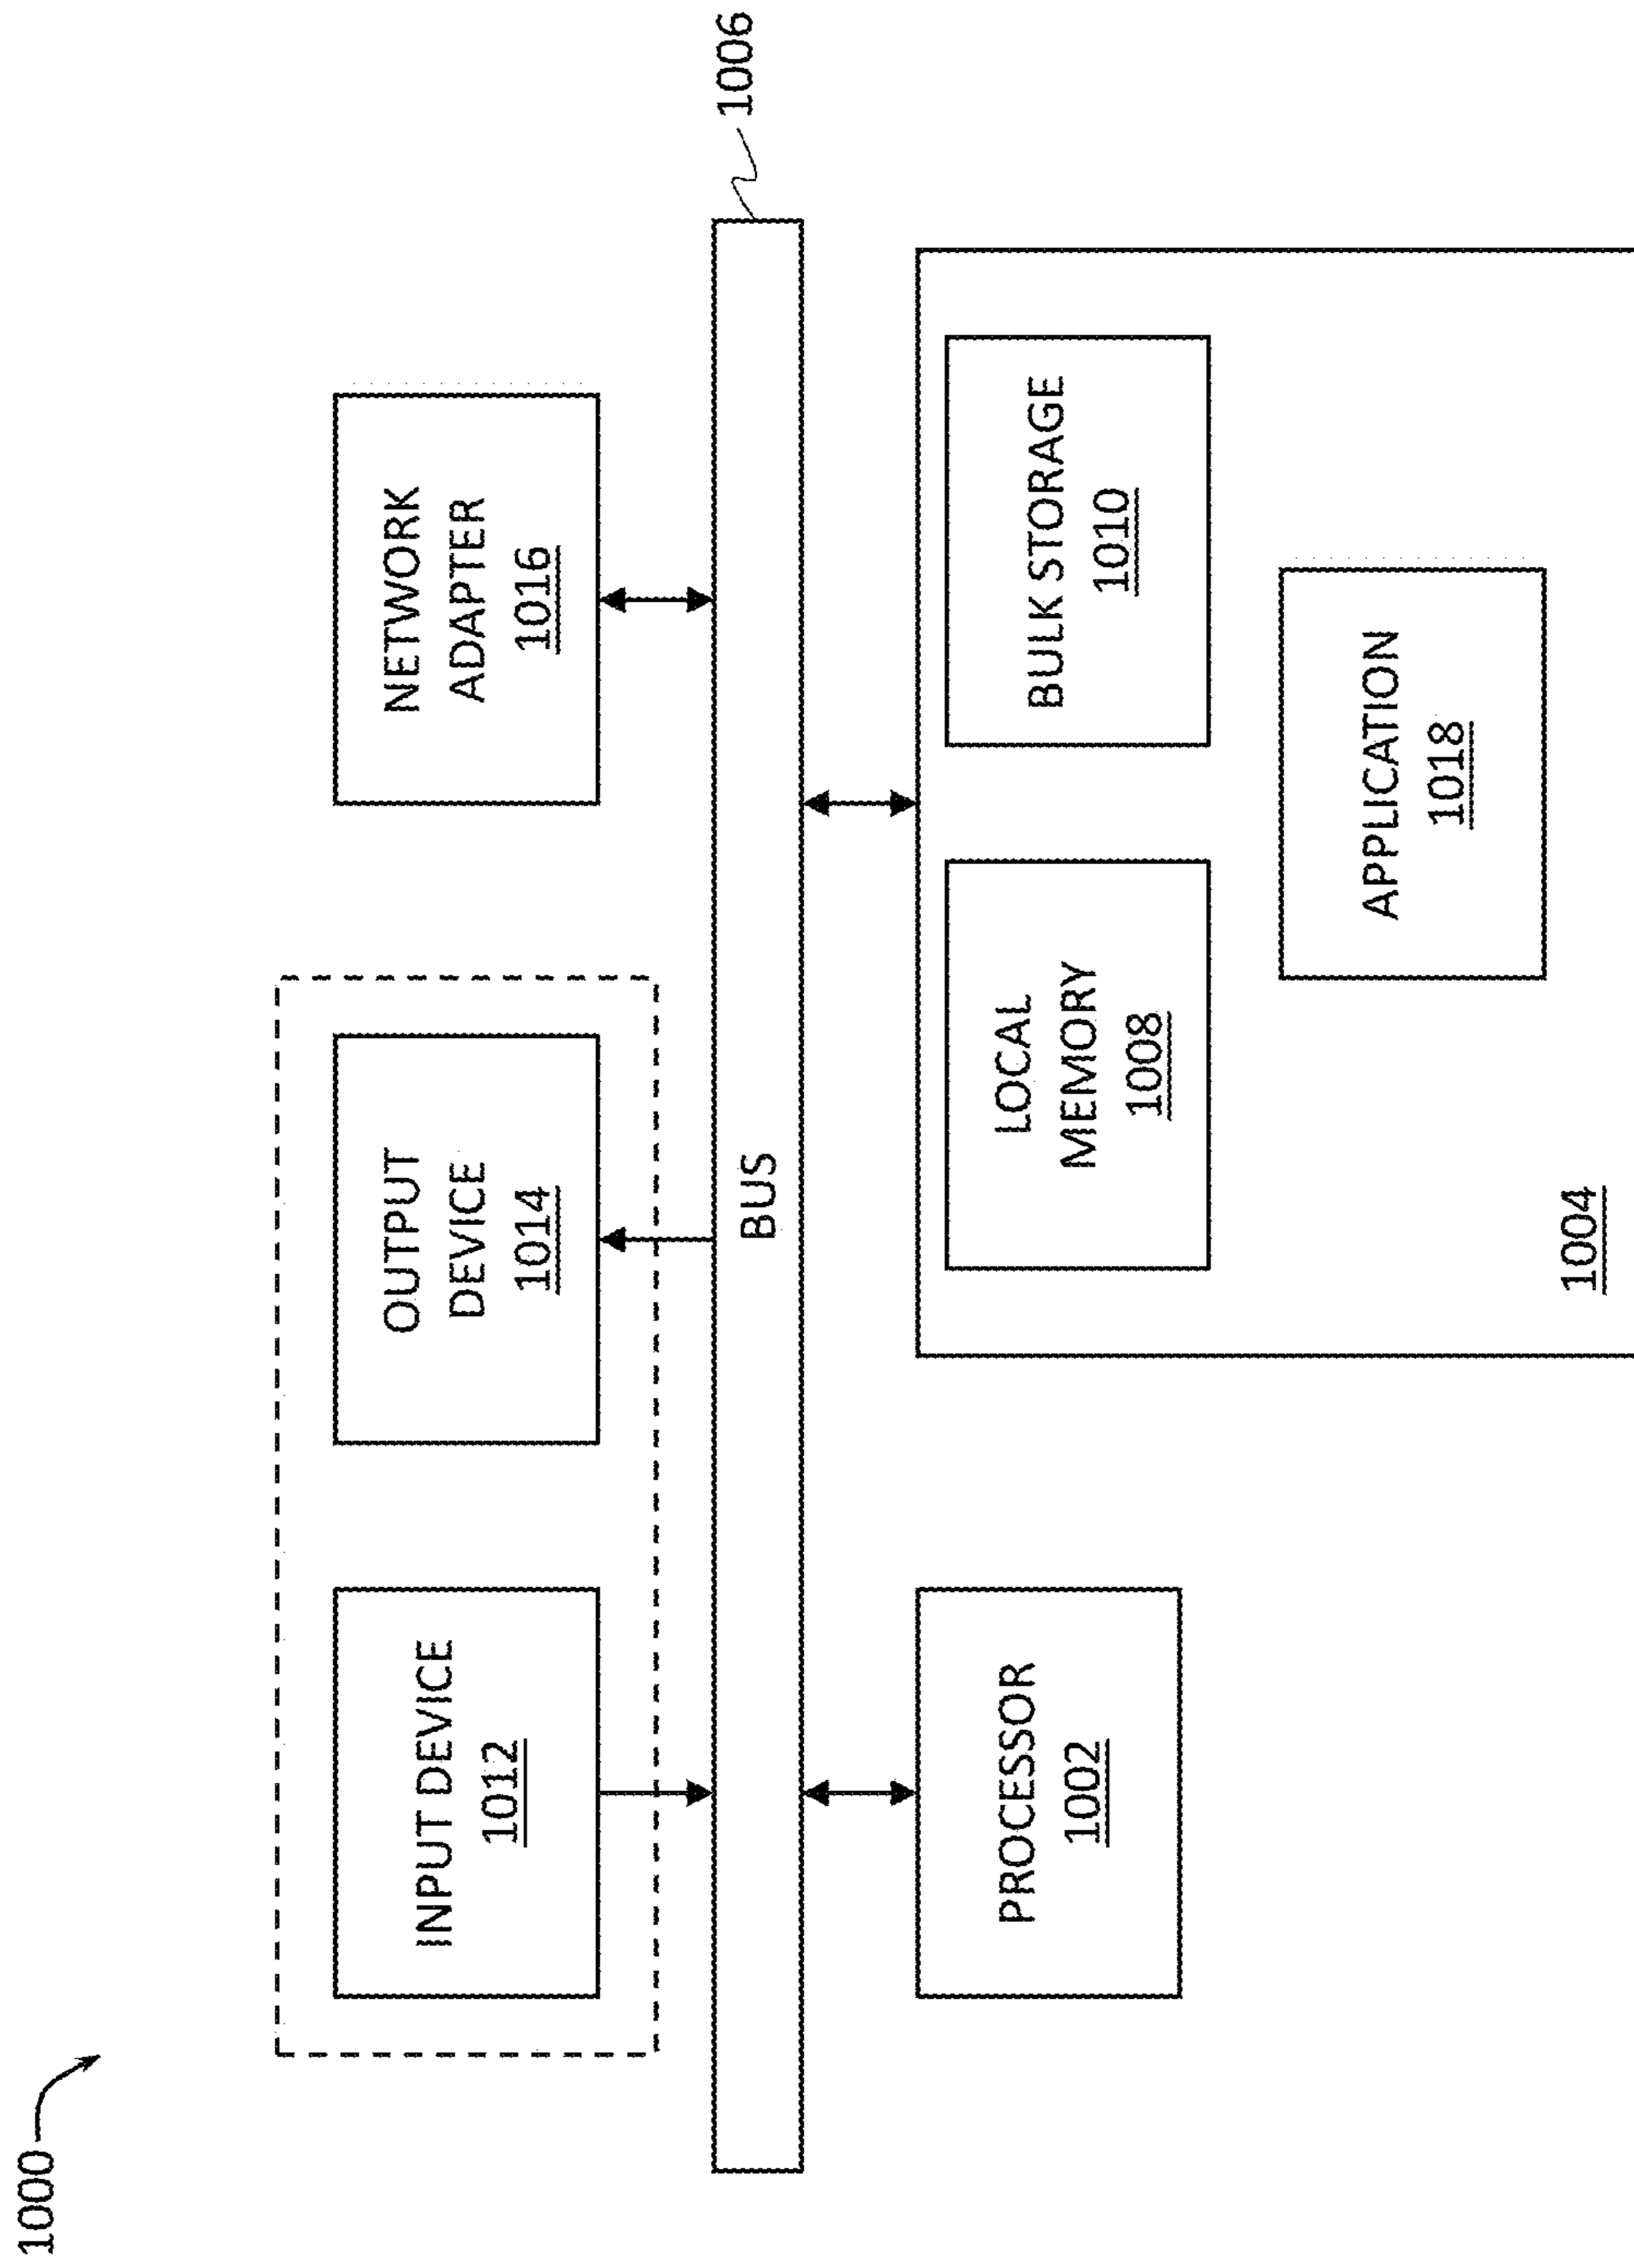 1000
INPUT DEVICE
1012
OUTPUT
DEVICE
1014
NETWORK
ADAPTER
1016
BUS
1006
PROCESSOR
1002
LOCAL
MEMORY
1008
BULK STORAGE
1010
APPLICATION
1018
1004